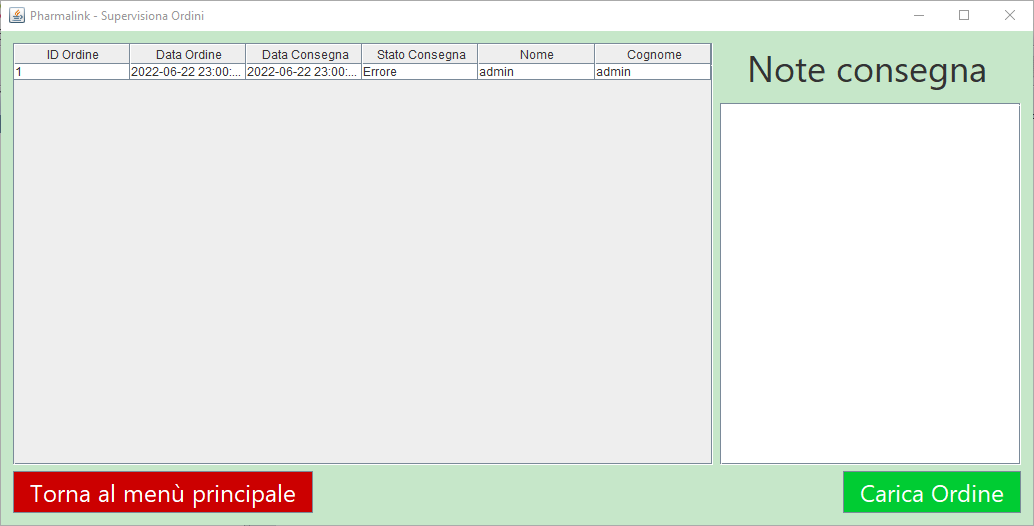 Pharmalink - Supervisiona Ordini
ID Ordine Data Ordine Data Consegna Stato Consegna Nome Cognome
1 2022-06-22 23:00:... 2022-06-22 23:00:... Errore admin admin
Note consegna
Torna al menù principale
Carica Ordine